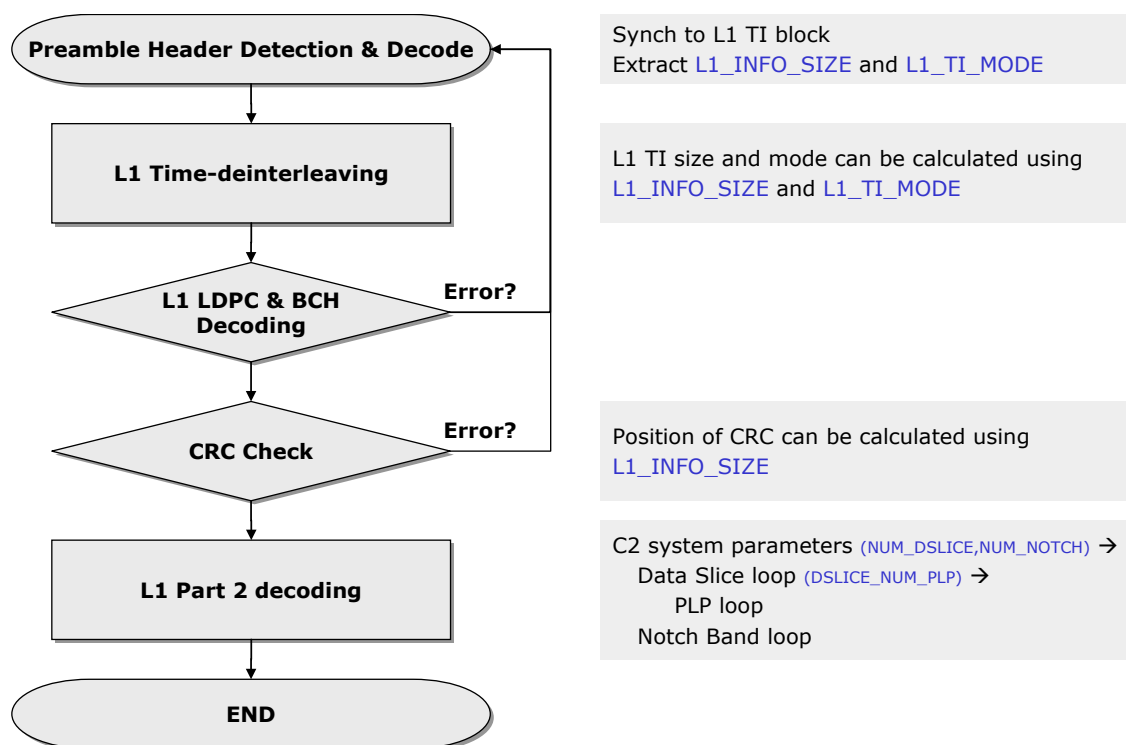 Preamble Header Detection & Decode
Synch to L1 TI block
Extract L1_INFO_SIZE and L1_TI_MODE
L1 Time-deinterleaving
L1 TI size and mode can be calculated using
L1_INFO_SIZE and L1_TI_MODE
L1 LDPC & BCH
Decoding
Error?
CRC Check
Error?
Position of CRC can be calculated using
L1_INFO_SIZE
L1 Part 2 decoding
C2 system parameters (NUM_DSLICE,NUM_NOTCH) →
Data Slice loop (DSLICE_NUM_PLP) →
PLP loop
Notch Band loop
END